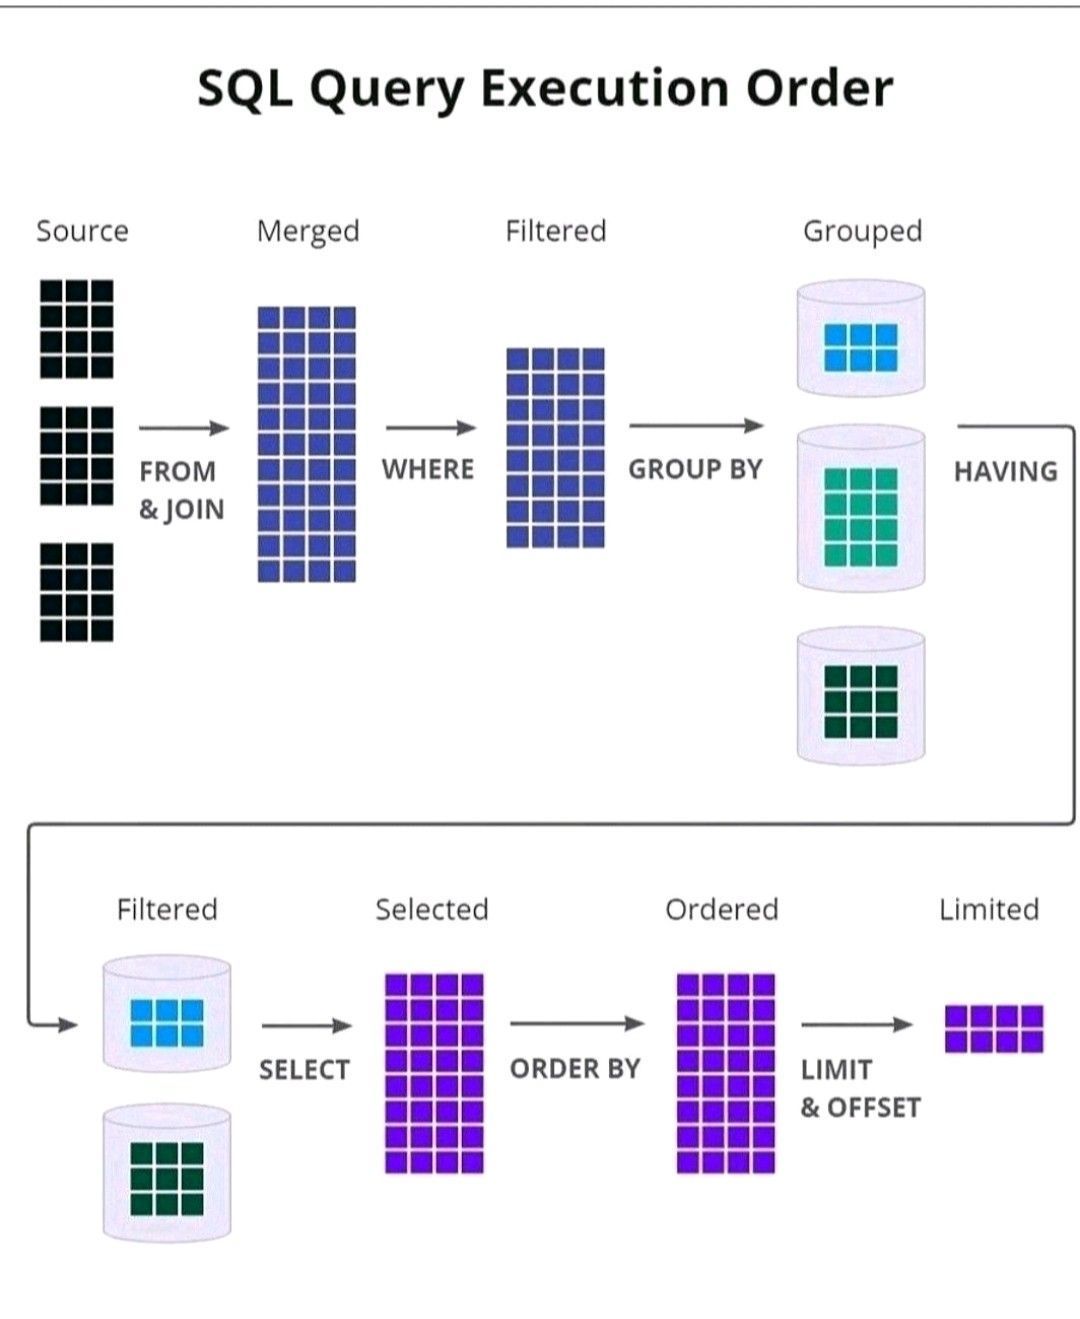 SQL Query Execution Order
Source
Merged
Filtered
Grouped
FROM
& JOIN
WHERE
GROUP BY
HAVING
Filtered
Selected
Ordered
Limited
SELECT
ORDER BY
LIMIT
& OFFSET